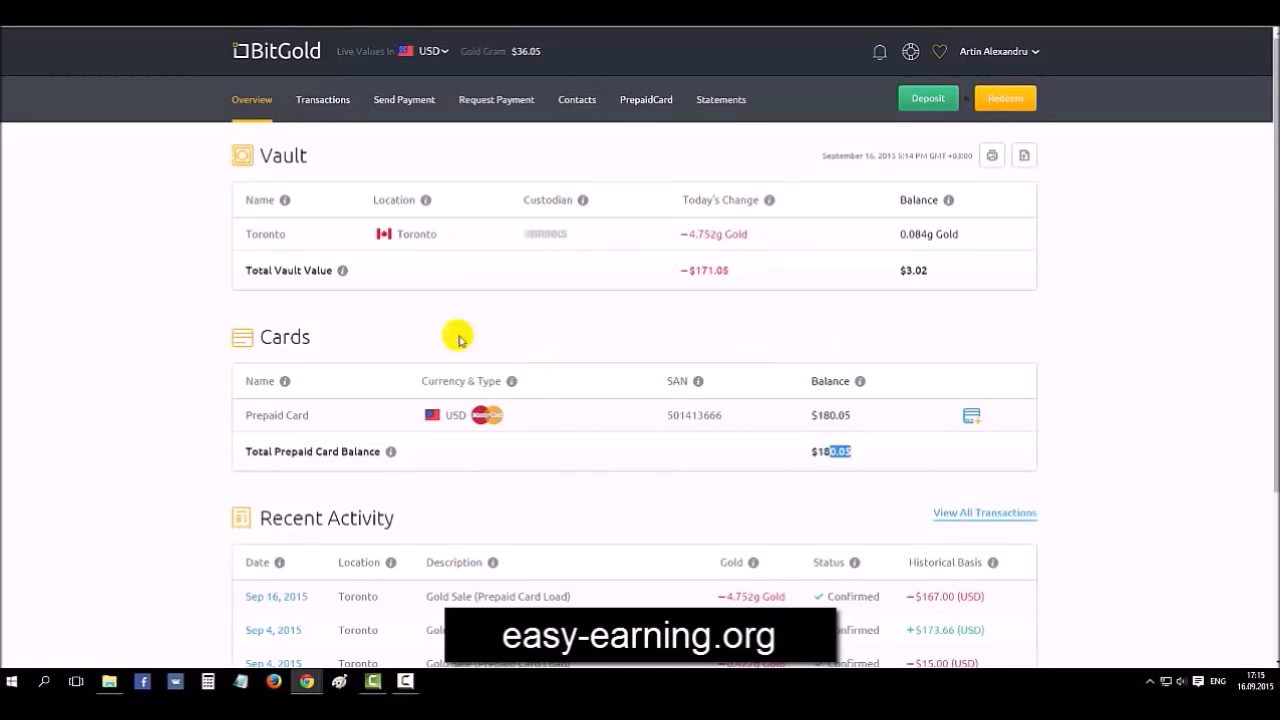 BitGold Live Values in USD Gold Gram $36.05 Artin Alexandru
Overview Transactions Send Payment Request Payment Contacts PrepaidCard Statements Deposit Redeem
Vault September 16, 2015 5:14 PM GMT +03:00
Name Location Custodian Today's Change Balance
Toronto Toronto BRINKS −4.752g Gold 0.084g Gold
Total Vault Value −$171.05 $3.02
Cards
Name Currency & Type SAN Balance
Prepaid Card USD MasterCard 501413666 $180.05
Total Prepaid Card Balance $180.05
Recent Activity View All Transactions
Date Location Description Gold Status Historical Basis
Sep 16, 2015 Toronto Gold Sale (Prepaid Card Load) −4.752g Gold Confirmed −$167.00 (USD)
Sep 4, 2015 Toronto +$173.66 (USD)
Sep 4, 2015 Toronto −$15.00 (USD)
easy-earning.org
ENG 17:15
16.09.2015